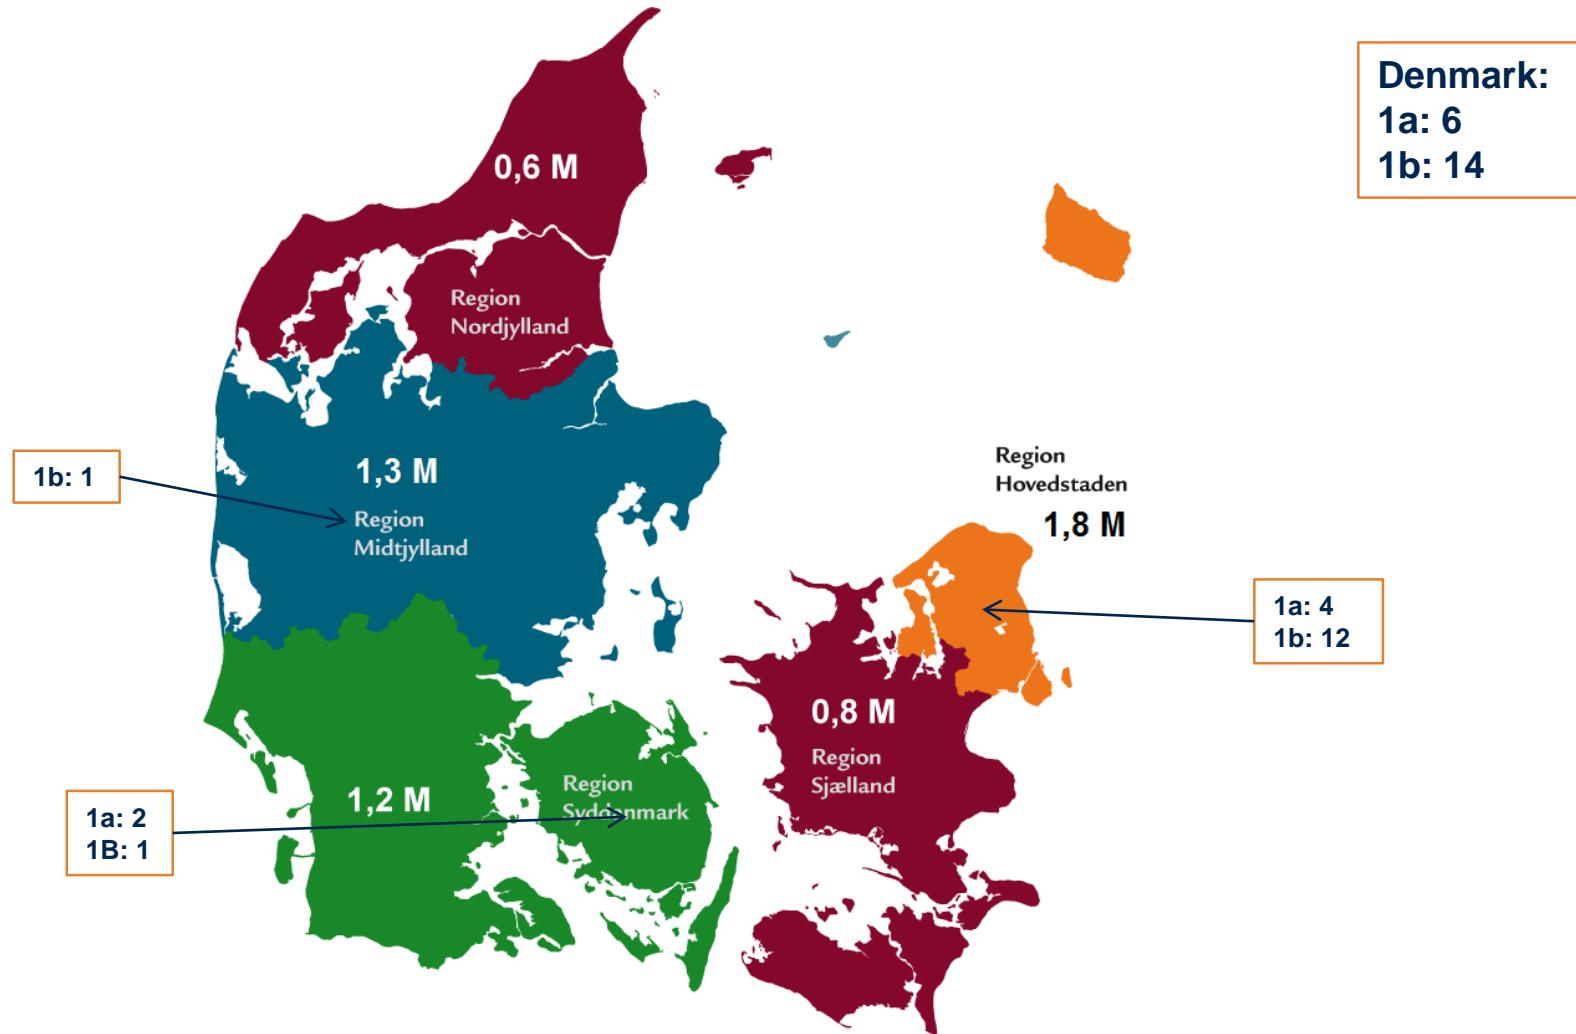 Denmark:
1a: 6
1b: 14
0,6 M
Region
Nordjylland
1b: 1
1,3 M
Region
Midtjylland
Region
Hovedstaden
1,8 M
1a: 4
1b: 12
0,8 M
Region
Sjælland
1a: 2
1B: 1
1,2 M
Region
Syddanmark